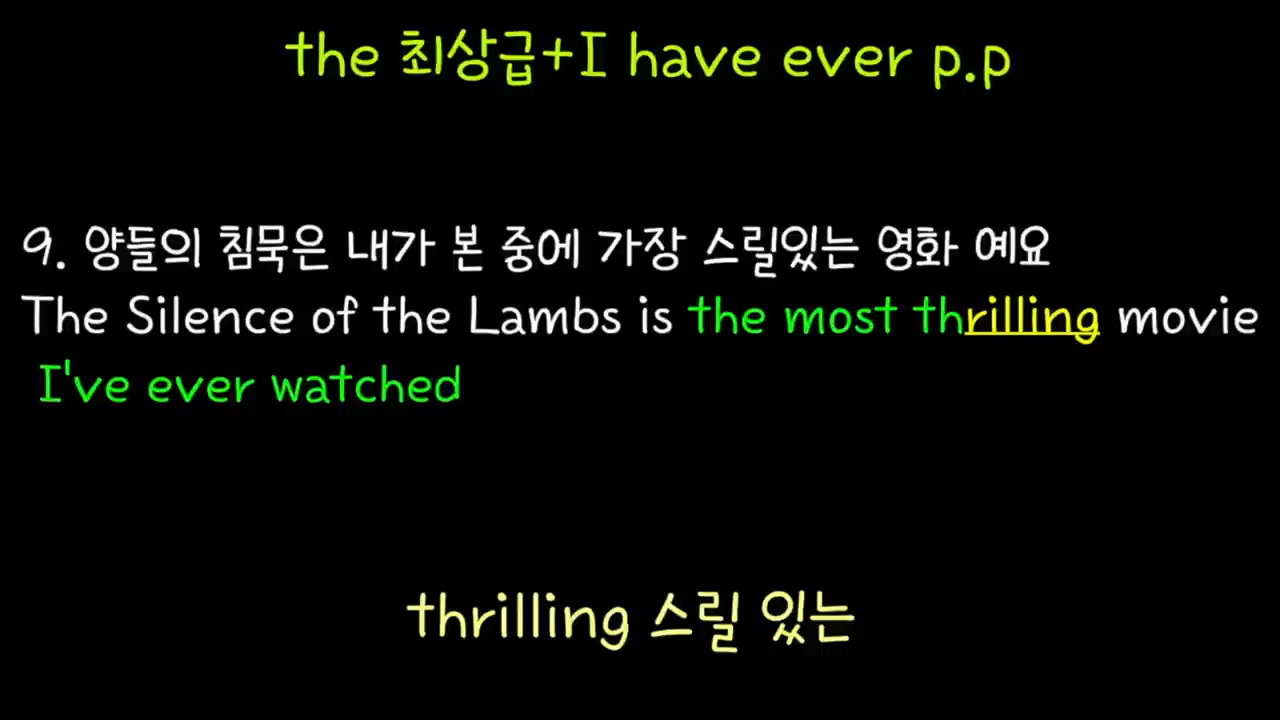 the 최상급+I have ever p.p
9. 양들의 침묵은 내가 본 중에 가장 스릴있는 영화 예요
The Silence of the Lambs is the most thrilling movie
I've ever watched
thrilling 스릴 있는